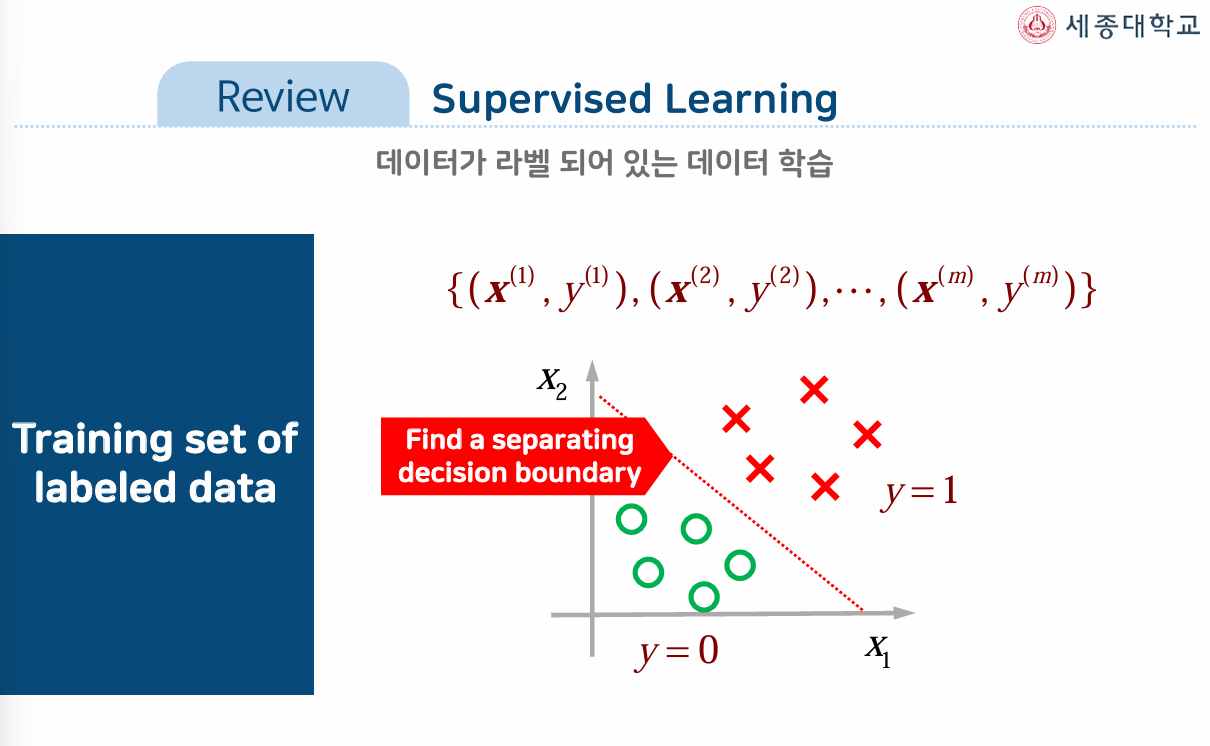 세종대학교
Review
Supervised Learning
데이터가 라벨 되어 있는 데이터 학습
Training set of
labeled data
{(x⁽¹⁾, y⁽¹⁾), (x⁽²⁾, y⁽²⁾), ⋯, (x⁽ᵐ⁾, y⁽ᵐ⁾)}
x₂
Find a separating
decision boundary
y = 1
y = 0
x₁